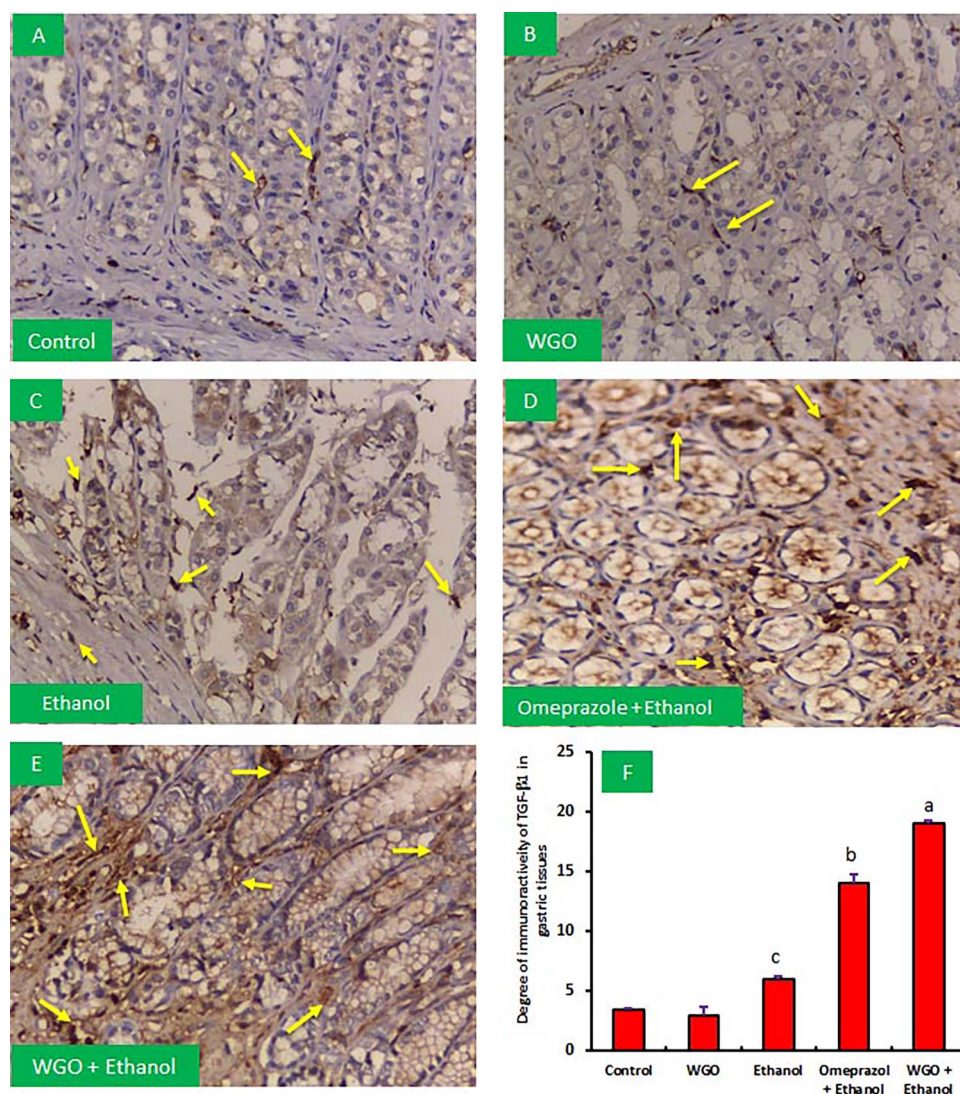 A
Control
B
WGO
C
Ethanol
D
Omeprazole+Ethanol
E
WGO + Ethanol
F
Degree of immunoractively of TGF-β1 in
gastric tissues
25
20
15
10
5
0
c
b
a
Control
WGO
Ethanol
Omeprazol
+ Ethanol
WGO +
Ethanol